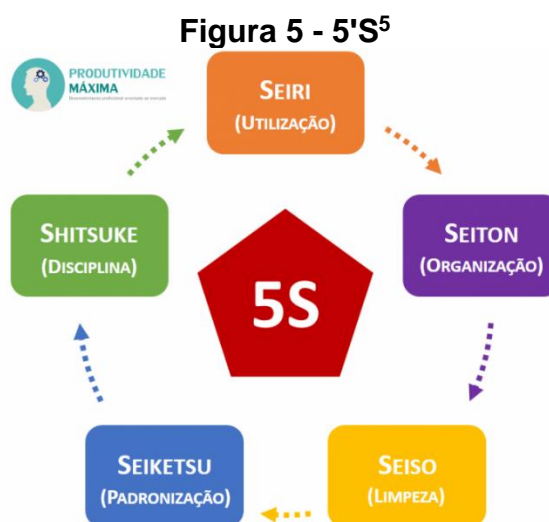 Figura 5 - 5'S⁵
PRODUTIVIDADE
MÁXIMA
SEIRI
(UTILIZAÇÃO)
SEITON
(ORGANIZAÇÃO)
SEISO
(LIMPEZA)
SEIKETSU
(PADRONIZAÇÃO)
SHITSUKE
(DISCIPLINA)
5S